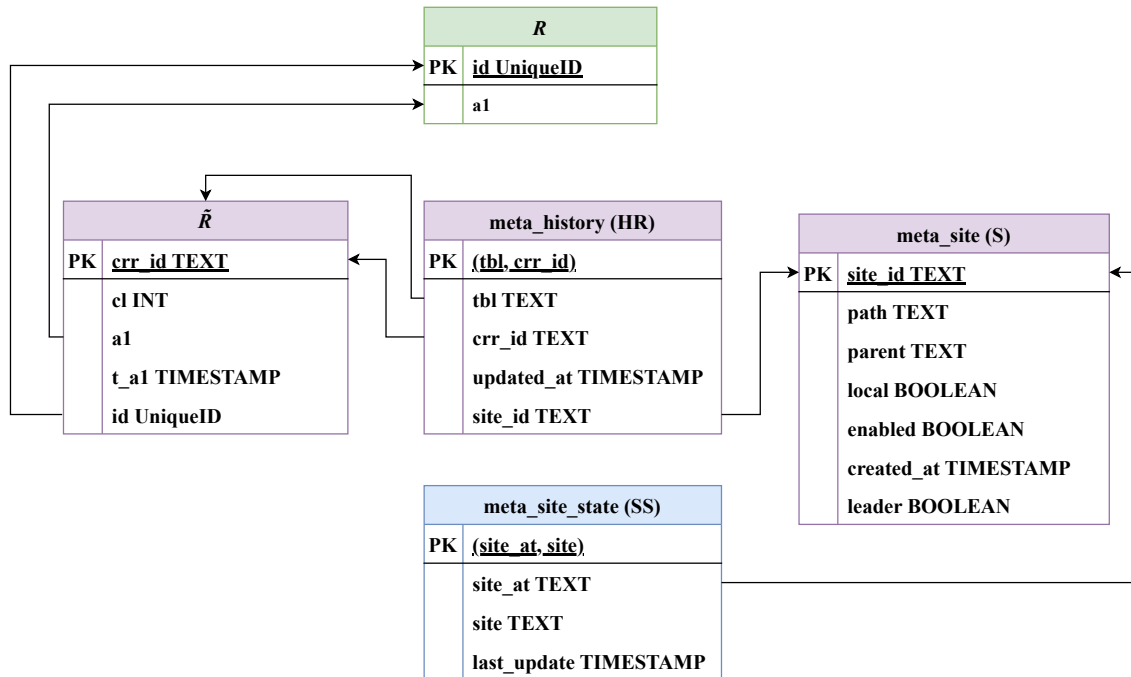 R
PK id UniqueID
a1
R̃
PK crr_id TEXT
cl INT
a1
t_a1 TIMESTAMP
id UniqueID
meta_history (HR)
PK (tbl, crr_id)
tbl TEXT
crr_id TEXT
updated_at TIMESTAMP
site_id TEXT
meta_site (S)
PK site_id TEXT
path TEXT
parent TEXT
local BOOLEAN
enabled BOOLEAN
created_at TIMESTAMP
leader BOOLEAN
meta_site_state (SS)
PK (site_at, site)
site_at TEXT
site TEXT
last_update TIMESTAMP